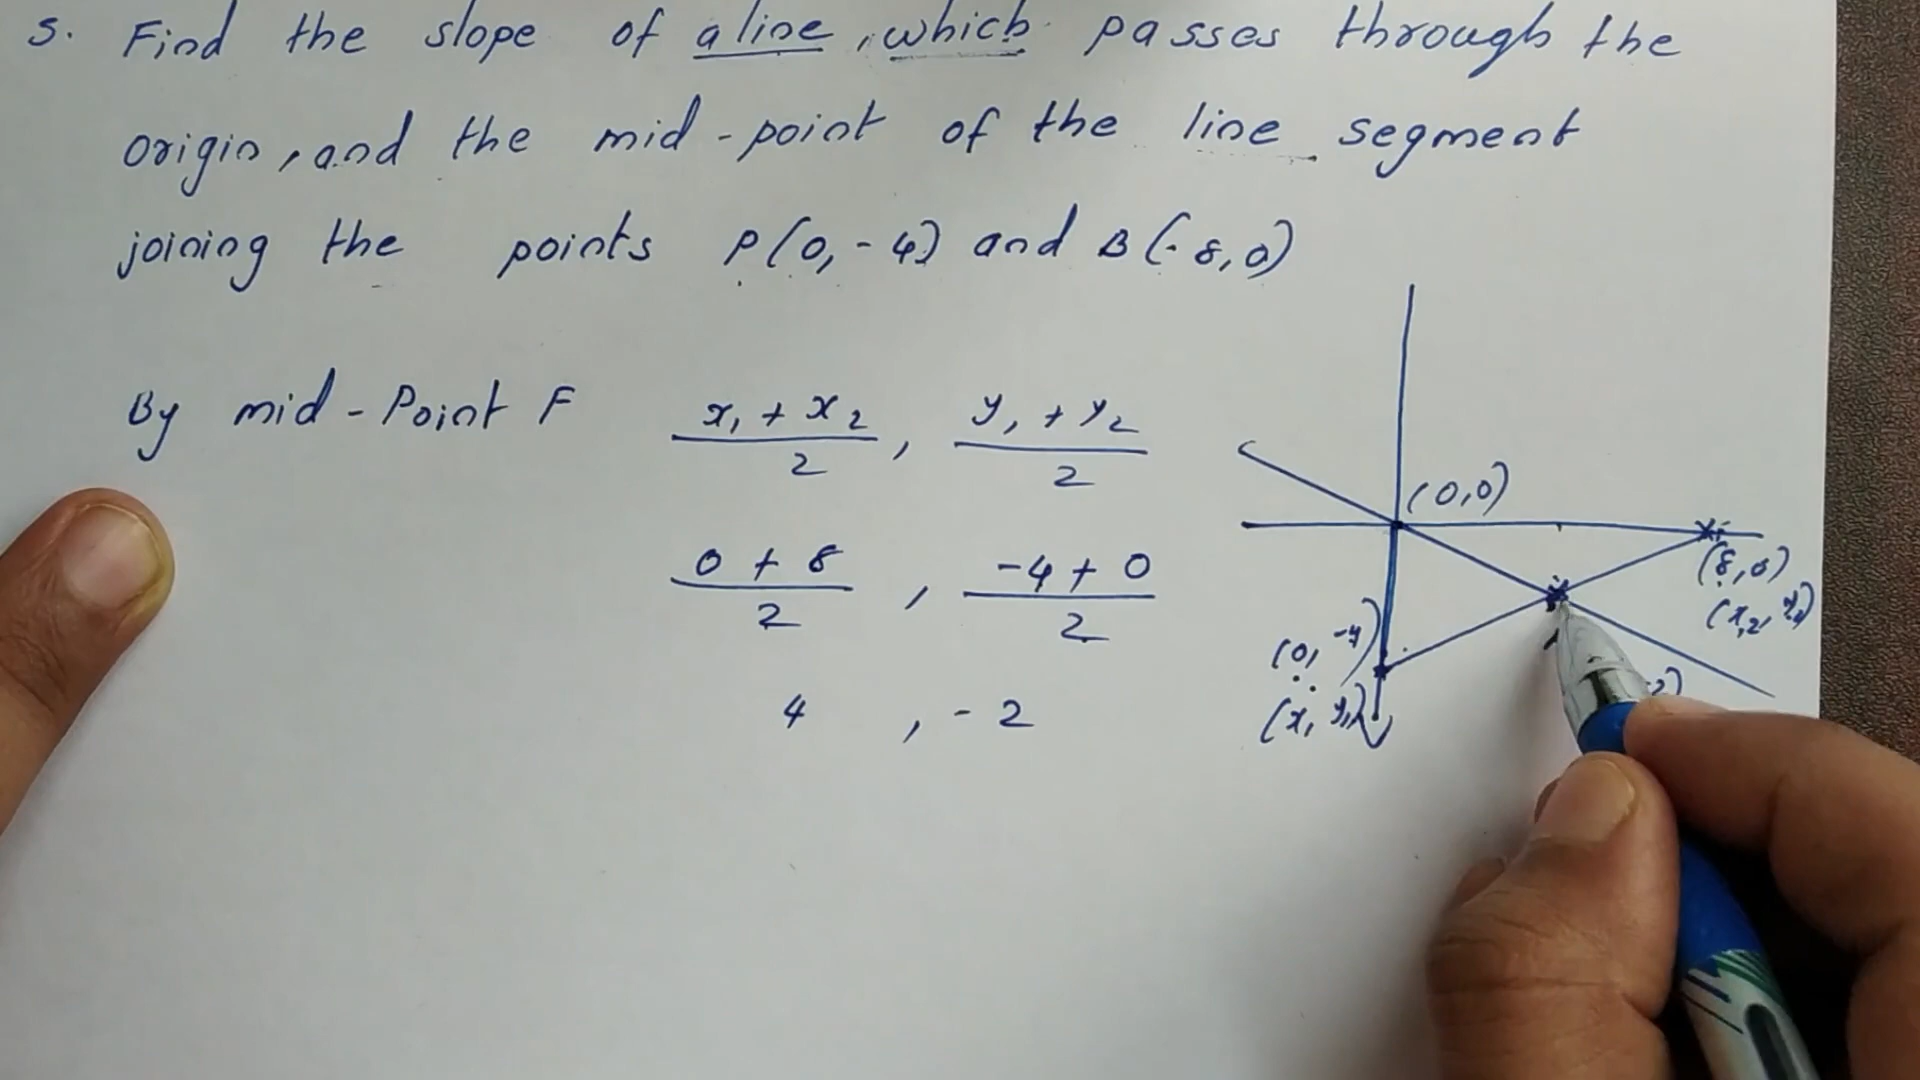 5. Find the slope of a line, which passes through the
origin, and the mid-point of the line segment
joining the points P(0, -4) and B(-8, 0)
By mid-Point F x₁ + x₂ / 2 , y₁ + y₂ / 2
(0,0)
0 + 8 / 2 , -4 + 0 / 2
(8,0)
(x₂, y₂)
(0, -4)
(x₁ y₁)
4 , -2